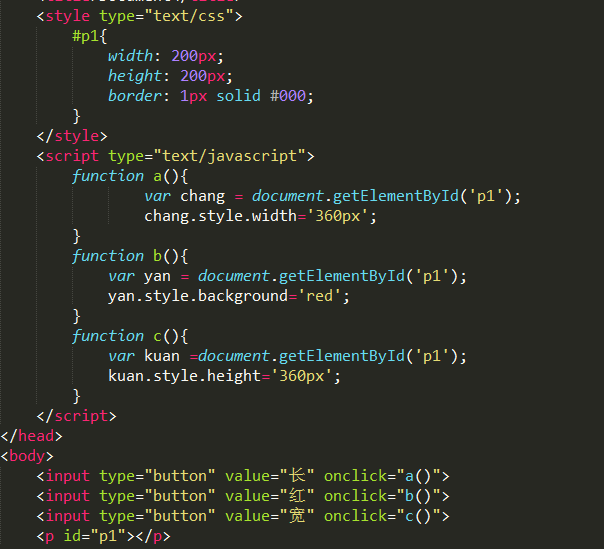 <style type="text/css">
#p1{
width: 200px;
height: 200px;
border: 1px solid #000;
}
</style>
<script type="text/javascript">
function a(){
var chang = document.getElementById('p1');
chang.style.width='360px';
}
function b(){
var yan = document.getElementById('p1');
yan.style.background='red';
}
function c(){
var kuan =document.getElementById('p1');
kuan.style.height='360px';
}
</script>
</head>
<body>
<input type="button" value="长" onclick="a()">
<input type="button" value="红" onclick="b()">
<input type="button" value="宽" onclick="c()">
<p id="p1"></p>